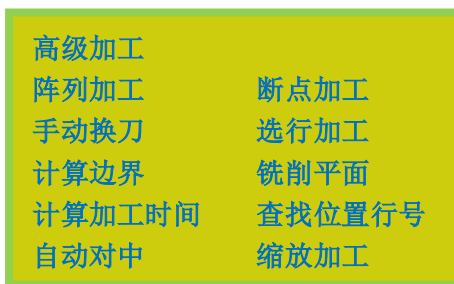 高级加工
阵列加工 断点加工
手动换刀 选行加工
计算边界 铣削平面
计算加工时间 查找位置行号
自动对中 缩放加工